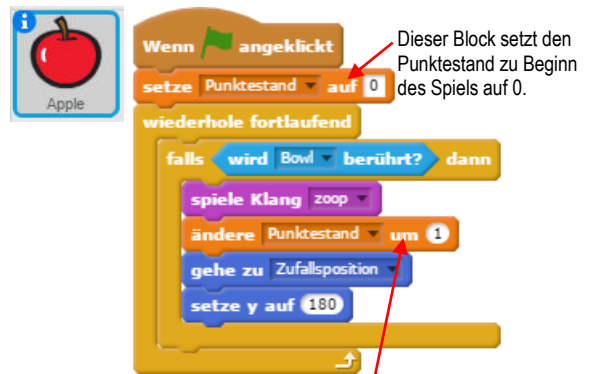 Apple
Wenn angeklickt
setze Punktestand auf 0
Dieser Block setzt den
Punktestand zu Beginn
des Spiels auf 0.
wiederhole fortlaufend
falls wird Bowl berührt? dann
spiele Klang zoop
ändere Punktestand um 1
gehe zu Zufallsposition
setze y auf 180